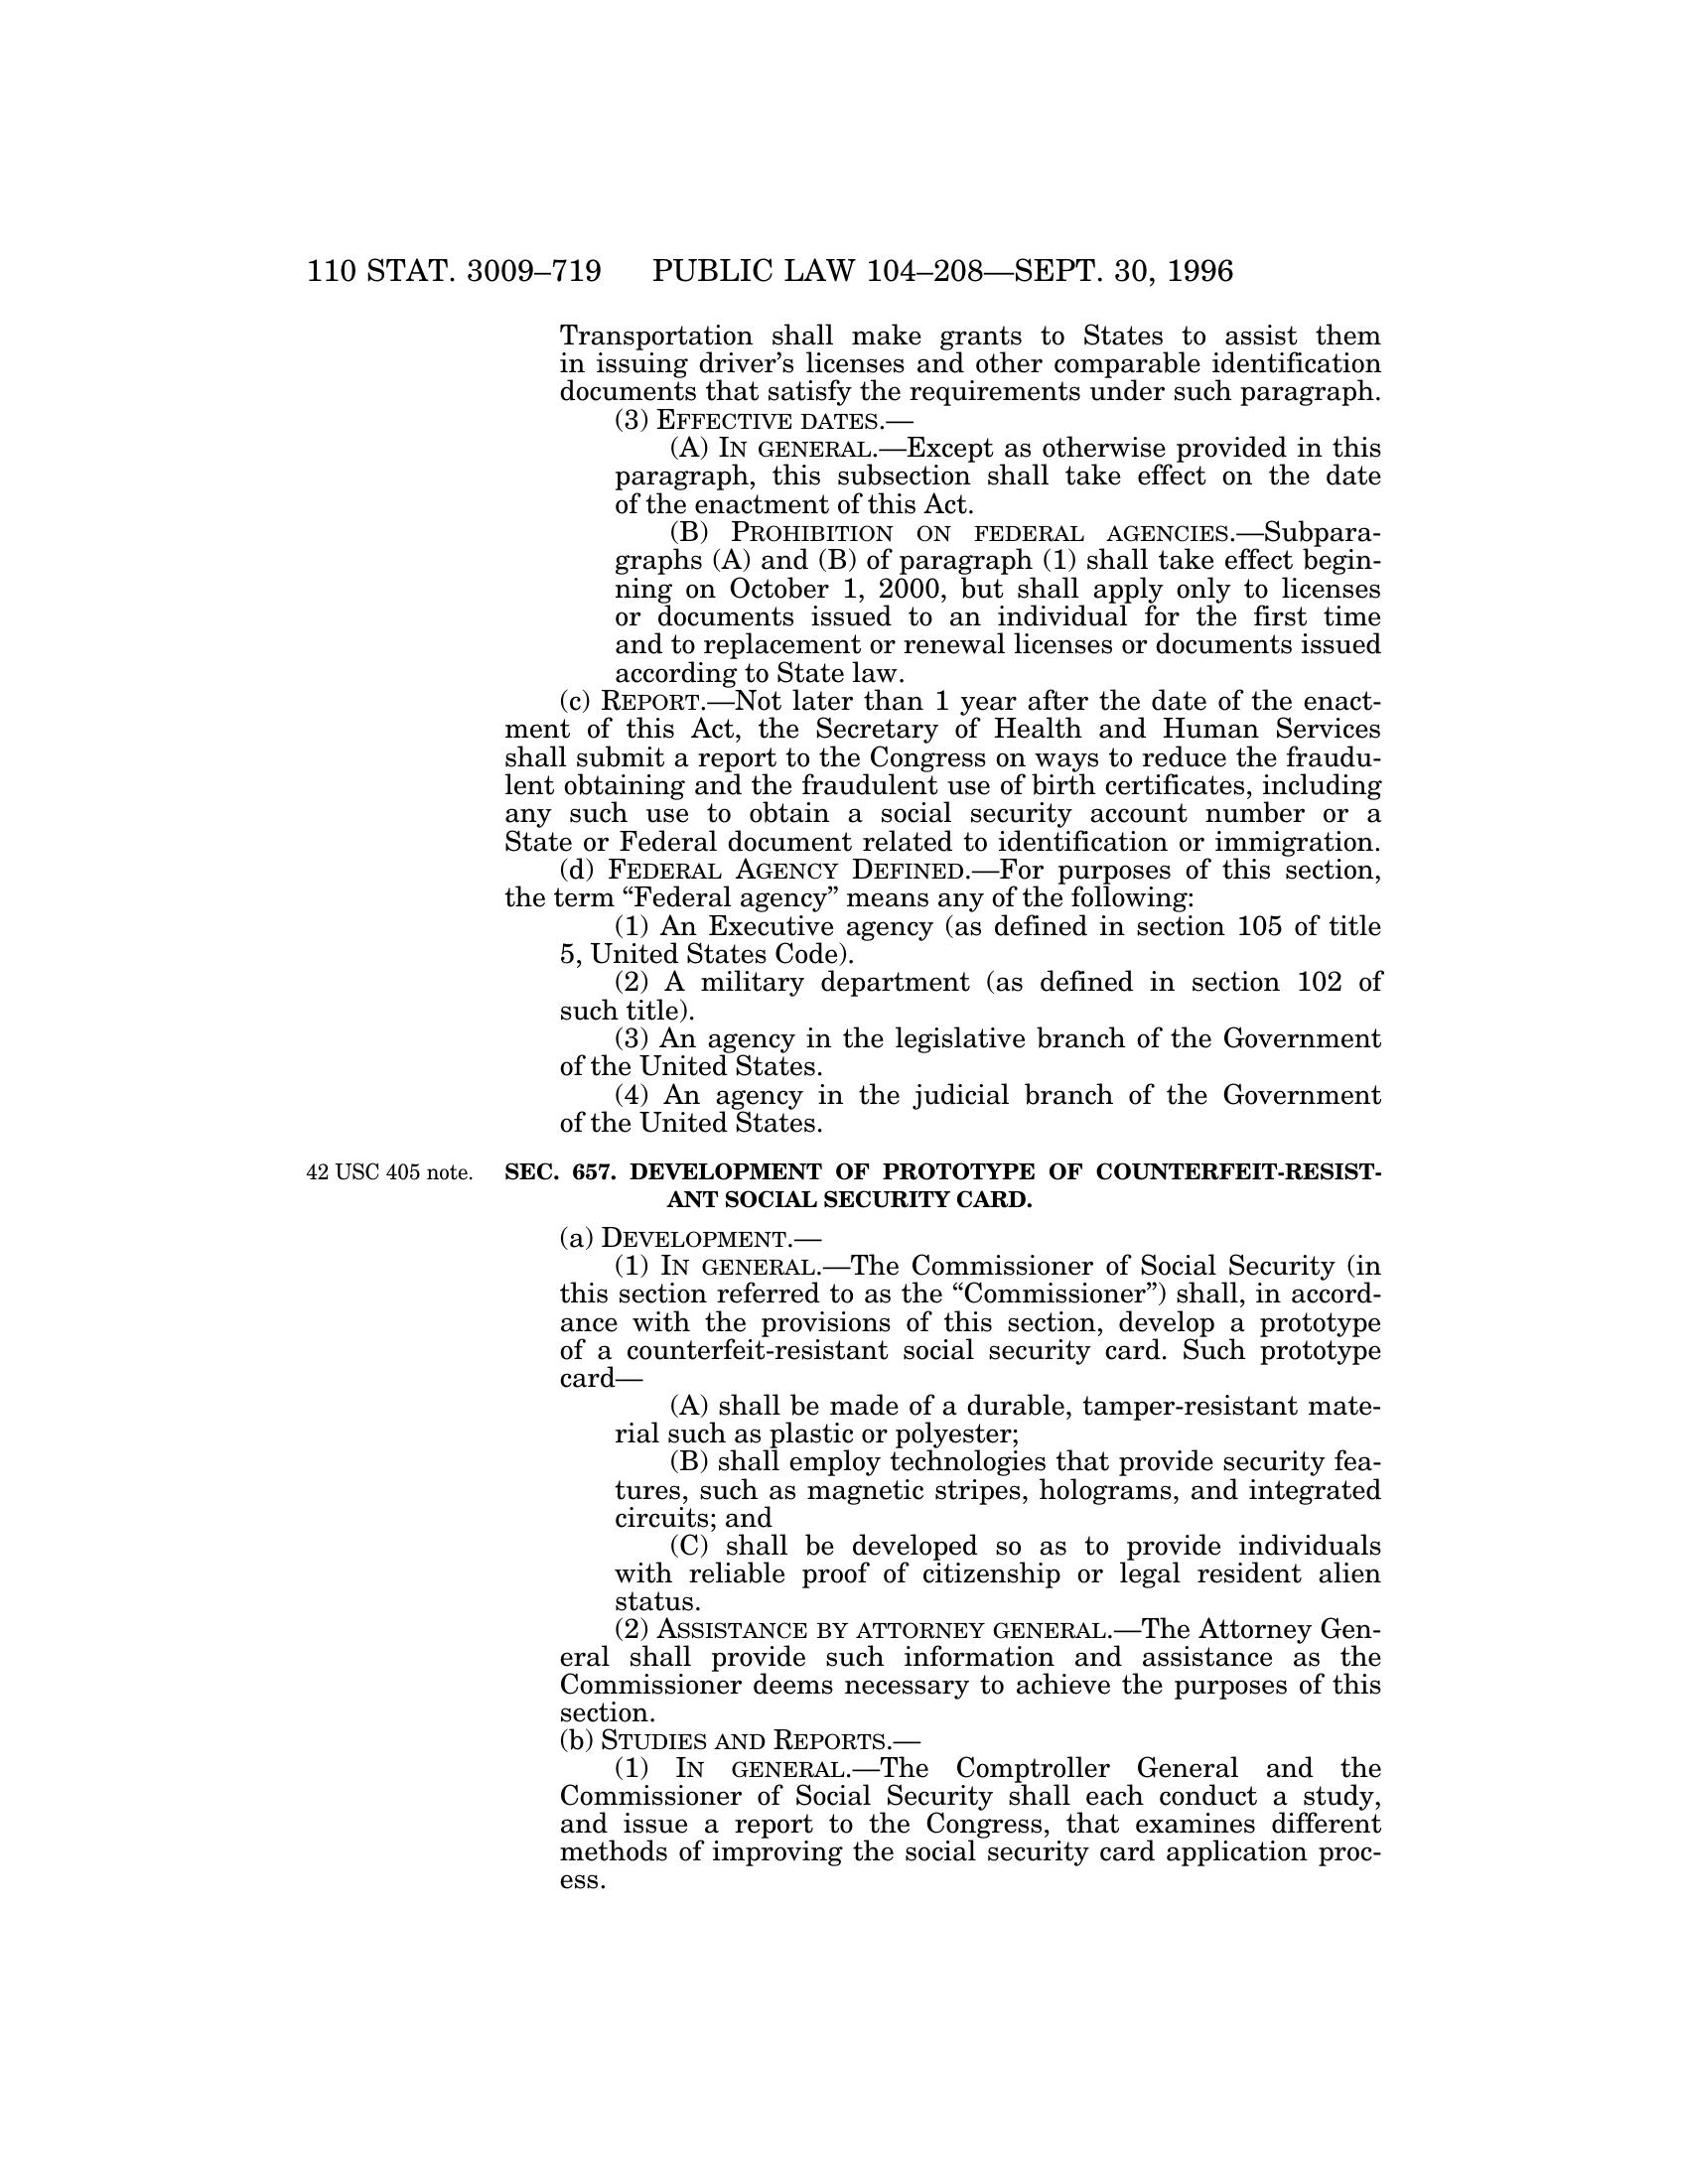 110 STAT. 3009–719 PUBLIC LAW 104–208—SEPT. 30, 1996
Transportation shall make grants to States to assist them
in issuing driver’s licenses and other comparable identification
documents that satisfy the requirements under such paragraph.
(3) EFFECTIVE DATES.—
(A) IN GENERAL.—Except as otherwise provided in this
paragraph, this subsection shall take effect on the date
of the enactment of this Act.
(B) PROHIBITION ON FEDERAL AGENCIES.—Subpara-
graphs (A) and (B) of paragraph (1) shall take effect begin-
ning on October 1, 2000, but shall apply only to licenses
or documents issued to an individual for the first time
and to replacement or renewal licenses or documents issued
according to State law.
(c) REPORT.—Not later than 1 year after the date of the enact-
ment of this Act, the Secretary of Health and Human Services
shall submit a report to the Congress on ways to reduce the fraudu-
lent obtaining and the fraudulent use of birth certificates, including
any such use to obtain a social security account number or a
State or Federal document related to identification or immigration.
(d) FEDERAL AGENCY DEFINED.—For purposes of this section,
the term “Federal agency” means any of the following:
(1) An Executive agency (as defined in section 105 of title
5, United States Code).
(2) A military department (as defined in section 102 of
such title).
(3) An agency in the legislative branch of the Government
of the United States.
(4) An agency in the judicial branch of the Government
of the United States.
42 USC 405 note. SEC. 657. DEVELOPMENT OF PROTOTYPE OF COUNTERFEIT-RESIST-
ANT SOCIAL SECURITY CARD.
(a) DEVELOPMENT.—
(1) IN GENERAL.—The Commissioner of Social Security (in
this section referred to as the “Commissioner”) shall, in accord-
ance with the provisions of this section, develop a prototype
of a counterfeit-resistant social security card. Such prototype
card—
(A) shall be made of a durable, tamper-resistant mate-
rial such as plastic or polyester;
(B) shall employ technologies that provide security fea-
tures, such as magnetic stripes, holograms, and integrated
circuits; and
(C) shall be developed so as to provide individuals
with reliable proof of citizenship or legal resident alien
status.
(2) ASSISTANCE BY ATTORNEY GENERAL.—The Attorney Gen-
eral shall provide such information and assistance as the
Commissioner deems necessary to achieve the purposes of this
section.
(b) STUDIES AND REPORTS.—
(1) IN GENERAL.—The Comptroller General and the
Commissioner of Social Security shall each conduct a study,
and issue a report to the Congress, that examines different
methods of improving the social security card application proc-
ess.